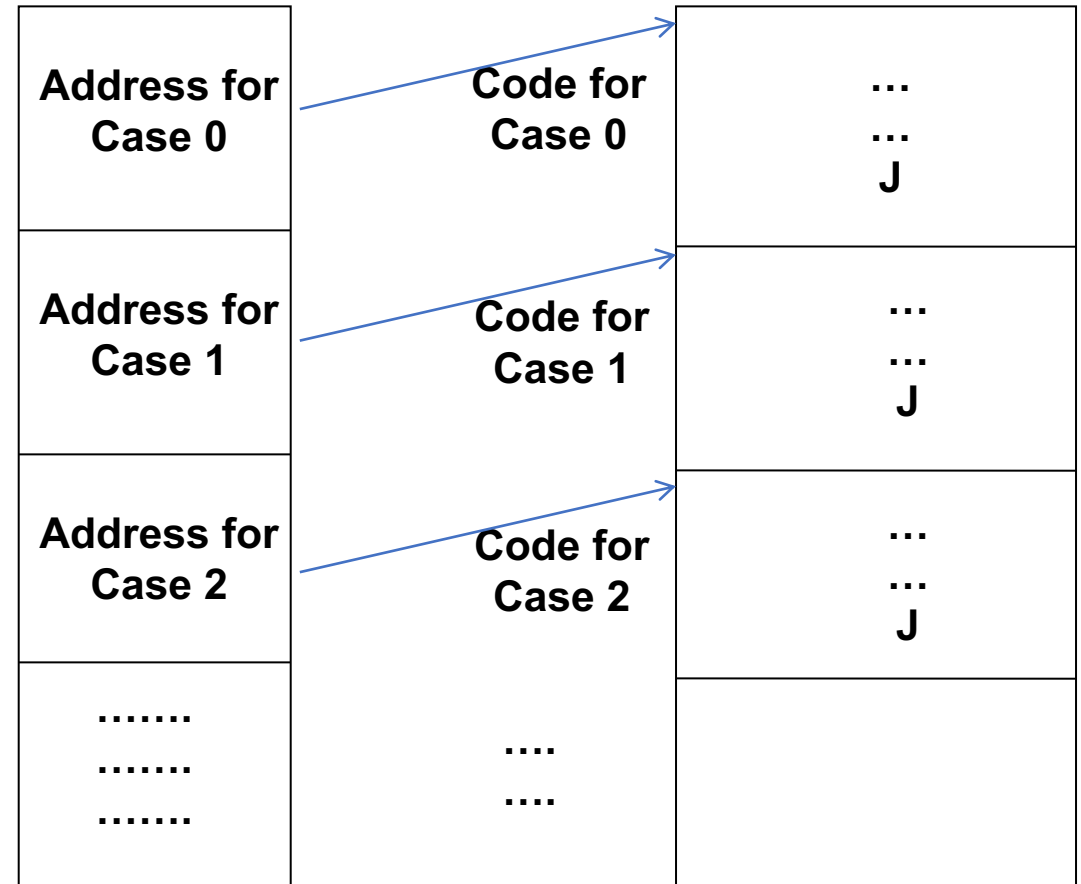 Address for
Case 0
Code for
Case 0
…
…
J
Address for
Case 1
Code for
Case 1
…
…
J
Address for
Case 2
Code for
Case 2
…
…
J
…….
…….
…….
….
….